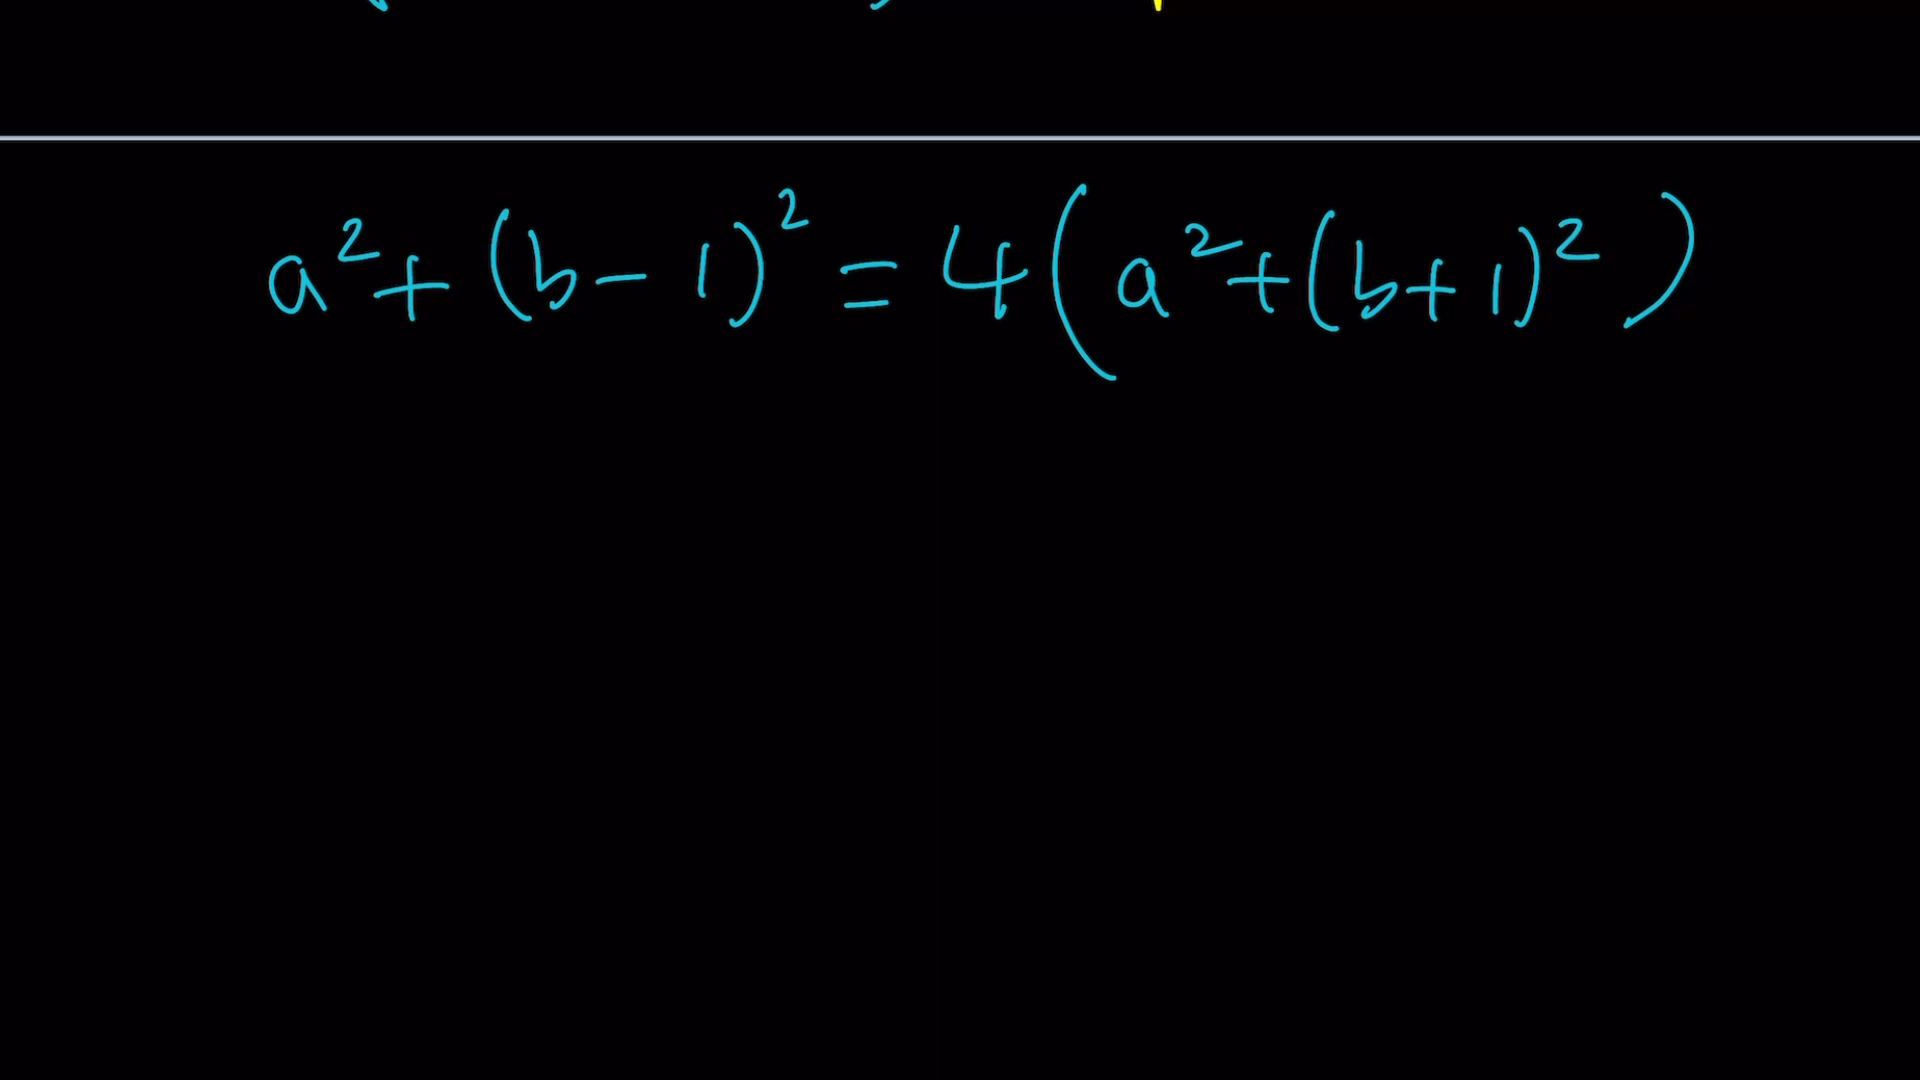 a² + (b - 1)² = 4(a² + (b + 1)²)